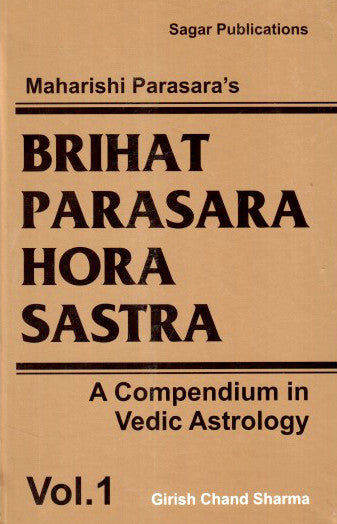 Sagar Publications
Maharishi Parasara's
BRIHAT
PARASARA
HORA
SASTRA
A Compendium in
Vedic Astrology
Vol.1
Girish Chand Sharma